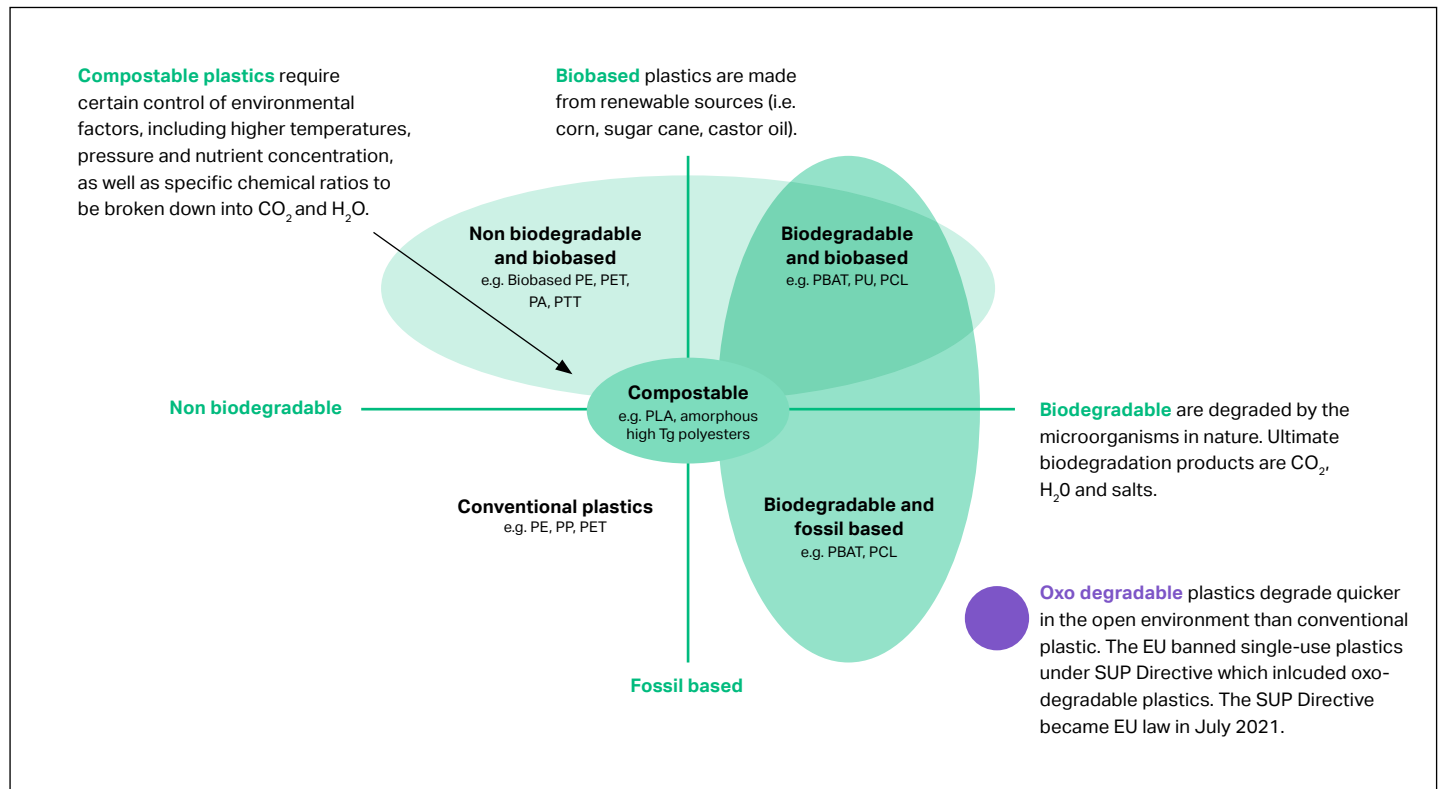 Compostable plastics require
certain control of environmental
factors, including higher temperatures,
pressure and nutrient concentration,
as well as specific chemical ratios to
be broken down into CO₂ and H₂O.
Biobased plastics are made
from renewable sources (i.e.
corn, sugar cane, castor oil).
Non biodegradable
and biobased
e.g. Biobased PE, PET,
PA, PTT
Biodegradable
and biobased
e.g. PBAT, PU, PCL
Non biodegradable
Compostable
e.g. PLA, amorphous
high Tg polyesters
Biodegradable are degraded by the
microorganisms in nature. Ultimate
biodegradation products are CO₂,
H₂0 and salts.
Conventional plastics
e.g. PE, PP, PET
Biodegradable and
fossil based
e.g. PBAT, PCL
Fossil based
Oxo degradable plastics degrade quicker
in the open environment than conventional
plastic. The EU banned single-use plastics
under SUP Directive which inlcuded oxo-
degradable plastics. The SUP Directive
became EU law in July 2021.